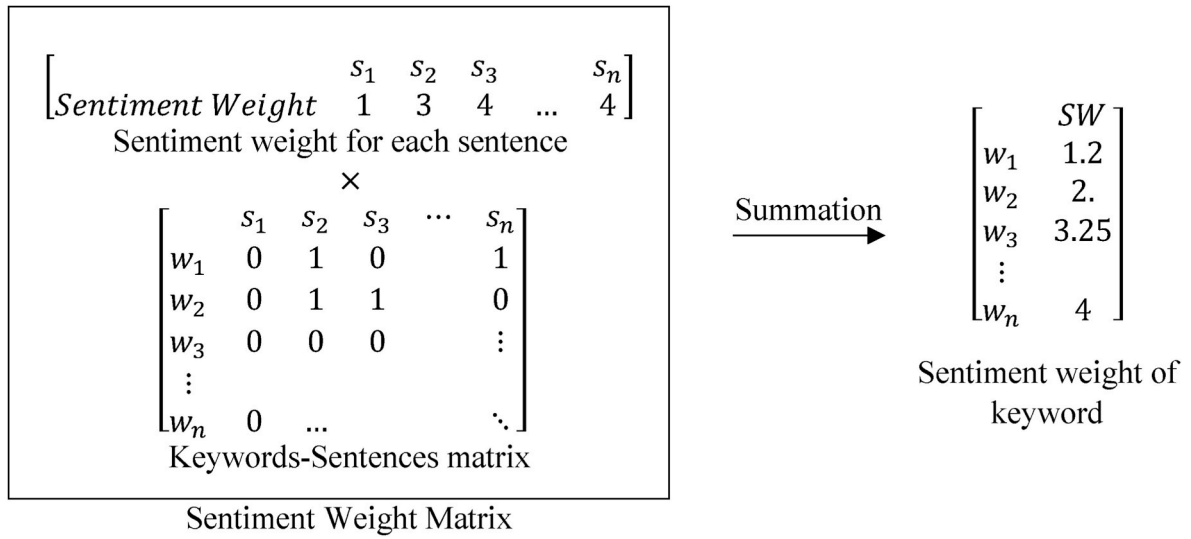 s₁ s₂ s₃ sₙ
Sentiment Weight 1 3 4 ... 4
Sentiment weight for each sentence
×
s₁ s₂ s₃ ⋯ sₙ
w₁ 0 1 0 1
w₂ 0 1 1 0
w₃ 0 0 0 ⋮
⋮
wₙ 0 ... ⋱
Keywords-Sentences matrix
Sentiment Weight Matrix
Summation
SW
w₁ 1.2
w₂ 2.
w₃ 3.25
⋮
wₙ 4
Sentiment weight of
keyword